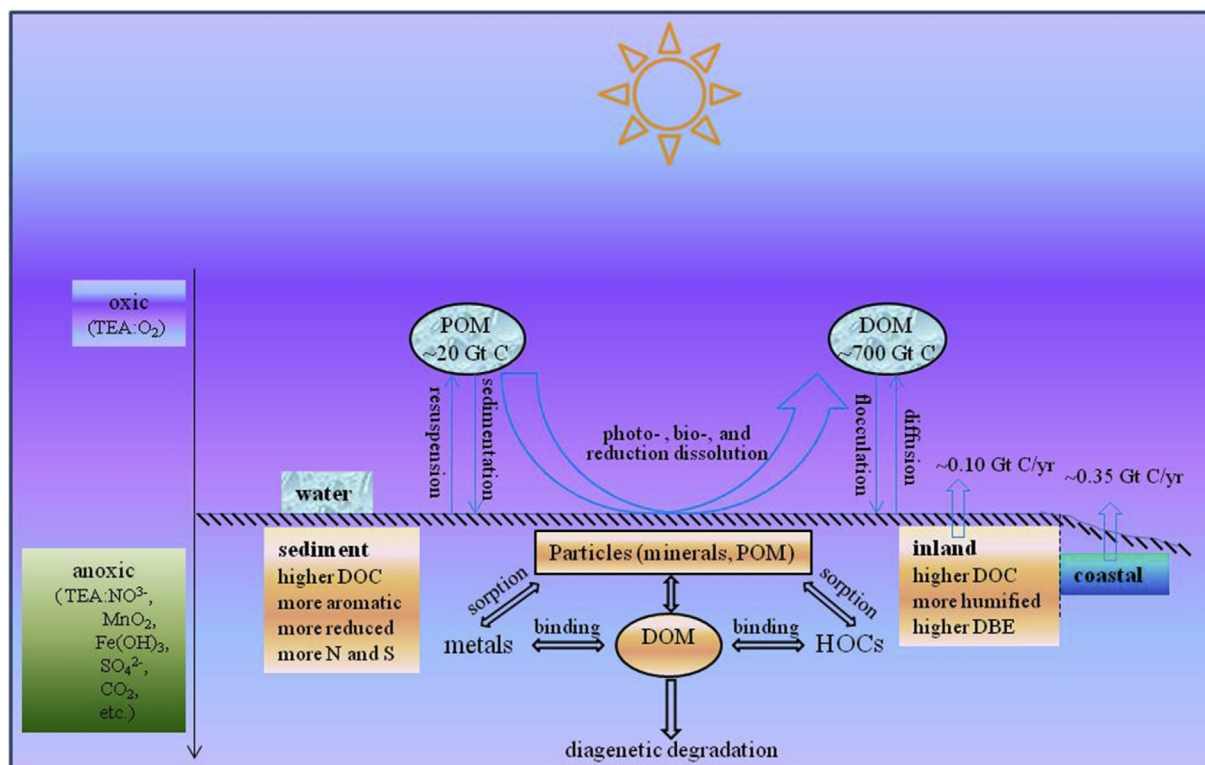 oxic
(TEA:O₂)
POM
~20 Gt C
DOM
~700 Gt C
resuspension
sedimentation
photo-, bio-, and
reduction dissolution
flocculation
diffusion
~0.10 Gt C/yr
~0.35 Gt C/yr
water
anoxic
(TEA:NO³⁻,
MnO₂,
Fe(OH)₃,
SO₄²⁻,
CO₂,
etc.)
sediment
higher DOC
more aromatic
more reduced
more N and S
Particles (minerals, POM)
sorption
sorption
metals
binding
DOM
binding
HOCs
diagenetic degradation
inland
higher DOC
more humified
higher DBE
coastal